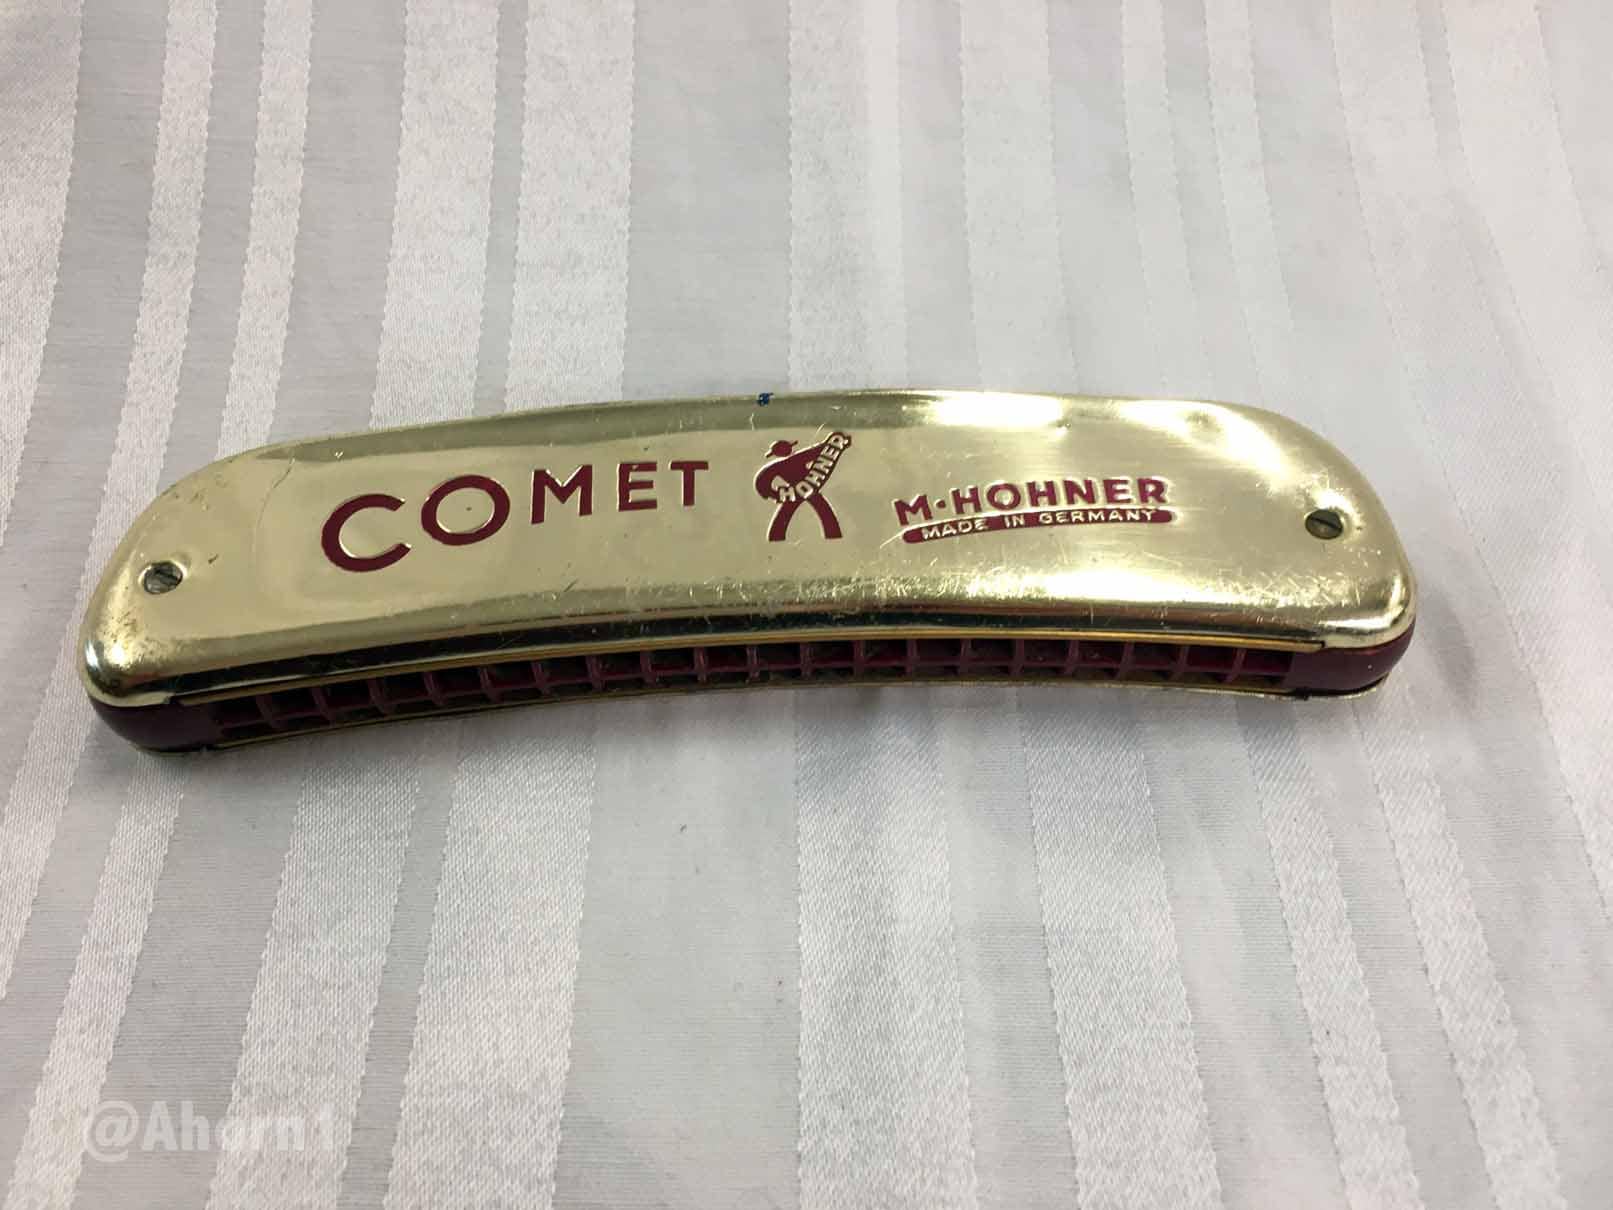 COMET
HOHNER
M·HOHNER
MADE IN GERMANY
@Ahorn1